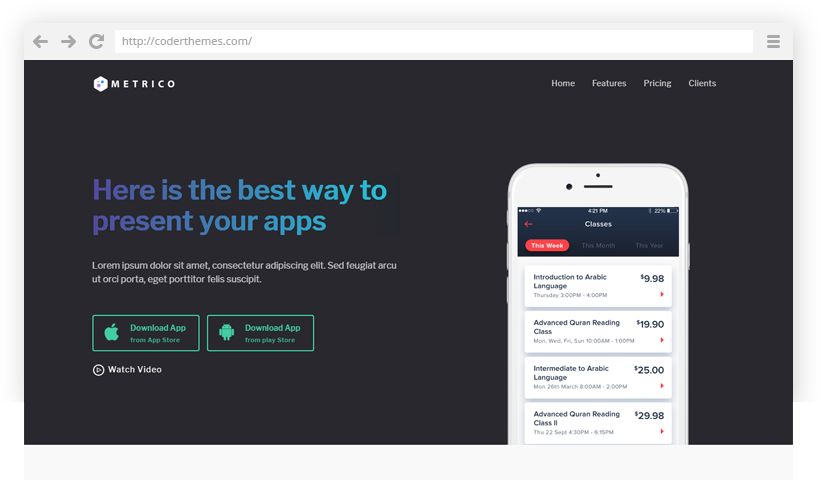 http://coderthemes.com/
METRICO
Home Features Pricing Clients
Here is the best way to
present your apps
Lorem ipsum dolor sit amet, consectetur adipiscing elit. Sed feugiat arcu
ut orci porta, eget porttitor felis suscipit.
Download App
from App Store
Download App
from play Store
Watch Video
4:21 PM
22%
Classes
This Week This Month This Year
Introduction to Arabic
Language
$9.98
Thursday 3:00PM - 4:00PM
Advanced Quran Reading
Class
$19.90
Mon, Wed, Fri, Sun 10:00AM - 1:00PM
Intermediate to Arabic
Language
$25.00
Mon 26th March 8:00AM - 2:00PM
Advanced Quran Reading
Class II
$29.98
Thu 22 Sept 4:30PM - 6:15PM